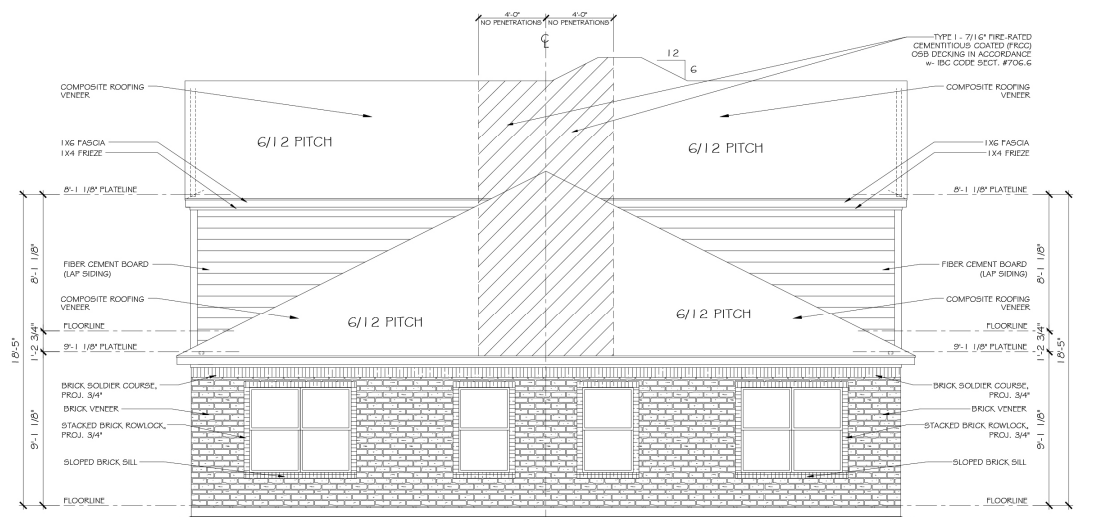 4'-0" 4'-0"
NO PENETRATIONS NO PENETRATIONS
CL
12
6
TYPE 1 - 7/16" FIRE-RATED
CEMENTITIOUS COATED (FRCC)
OSB DECKING IN ACCORDANCE
w- IBC CODE SECT. #706.6
COMPOSITE ROOFING
VENEER
COMPOSITE ROOFING
VENEER
6/12 PITCH
6/12 PITCH
1X6 FASCIA
1X4 FRIEZE
1X6 FASCIA
1X4 FRIEZE
8'-1 1/8" PLATELINE
8'-1 1/8" PLATELINE
8'-1 1/8"
8'-1 1/8"
FIBER CEMENT BOARD
(LAP SIDING)
FIBER CEMENT BOARD
(LAP SIDING)
COMPOSITE ROOFING
VENEER
COMPOSITE ROOFING
VENEER
6/12 PITCH
6/12 PITCH
FLOORLINE
FLOORLINE
1'-2 3/4"
1'-2 3/4"
18'-5"
18'-5"
9'-1 1/8" PLATELINE
9'-1 1/8" PLATELINE
BRICK SOLDIER COURSE,
PROJ. 3/4"
BRICK SOLDIER COURSE,
PROJ. 3/4"
BRICK VENEER
BRICK VENEER
9'-1 1/8"
9'-1 1/8"
STACKED BRICK ROWLOCK,
PROJ. 3/4"
STACKED BRICK ROWLOCK,
PROJ. 3/4"
SLOPED BRICK SILL
SLOPED BRICK SILL
FLOORLINE
FLOORLINE